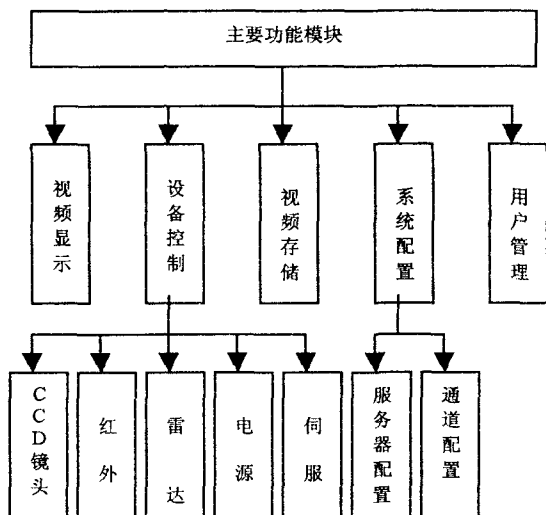 主要功能模块
视频显示
设备控制
视频存储
系统配置
用户管理
CCD镜头
红外
雷达
电源
伺服
服务器配置
通道配置